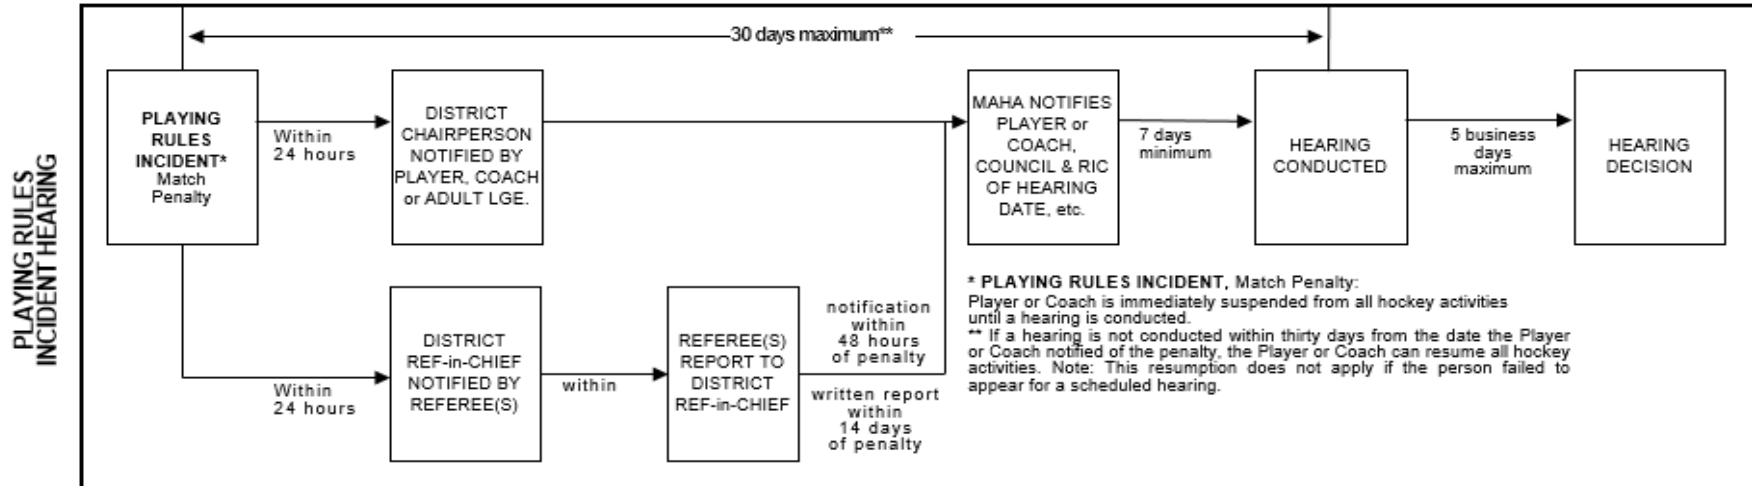 PLAYING RULES
INCIDENT HEARING
30 days maximum**
PLAYING
RULES
INCIDENT*
Match
Penalty
Within
24 hours
DISTRICT
CHAIRPERSON
NOTIFIED BY
PLAYER, COACH
or ADULT LGE.
MAHA NOTIFIES
PLAYER or
COACH,
COUNCIL & RIC
OF HEARING
DATE, etc.
7 days
minimum
HEARING
CONDUCTED
5 business
days
maximum
HEARING
DECISION
Within
24 hours
DISTRICT
REF-in-CHIEF
NOTIFIED BY
REFEREE(S)
within
REFEREE(S)
REPORT TO
DISTRICT
REF-in-CHIEF
notification
within
48 hours
of penalty
written report
within
14 days
of penalty
* PLAYING RULES INCIDENT, Match Penalty:
Player or Coach is immediately suspended from all hockey activities
until a hearing is conducted.
** If a hearing is not conducted within thirty days from the date the Player
or Coach notified of the penalty, the Player or Coach can resume all hockey
activities. Note: This resumption does not apply if the person failed to
appear for a scheduled hearing.